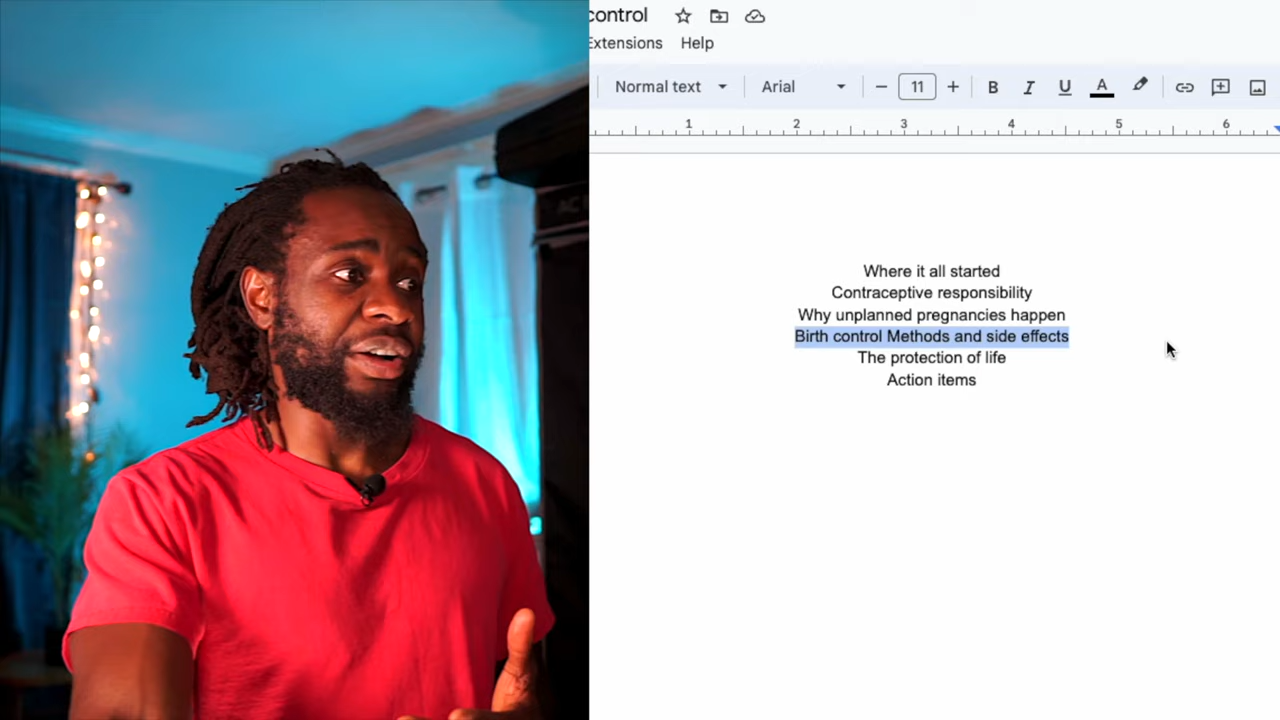 control
Extensions Help
Normal text Arial 11 B I U A
1 2 3 4 5 6
Where it all started
Contraceptive responsibility
Why unplanned pregnancies happen
Birth control Methods and side effects
The protection of life
Action items